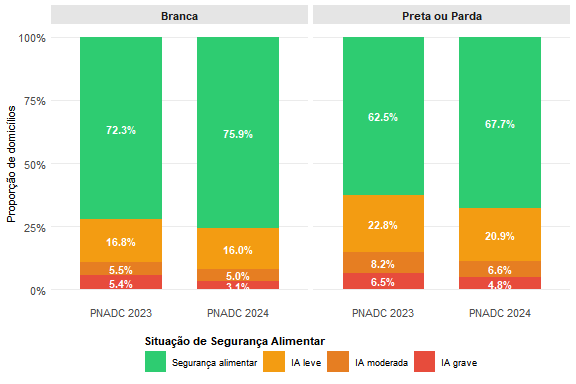 Branca
Preta ou Parda
Proporção de domicílios
100%
75%
50%
25%
0%
72.3%
16.8%
5.5%
5.4%
75.9%
16.0%
5.0%
3.1%
62.5%
22.8%
8.2%
6.5%
67.7%
20.9%
6.6%
4.8%
PNADC 2023
PNADC 2024
PNADC 2023
PNADC 2024
Situação de Segurança Alimentar
Segurança alimentar
IA leve
IA moderada
IA grave